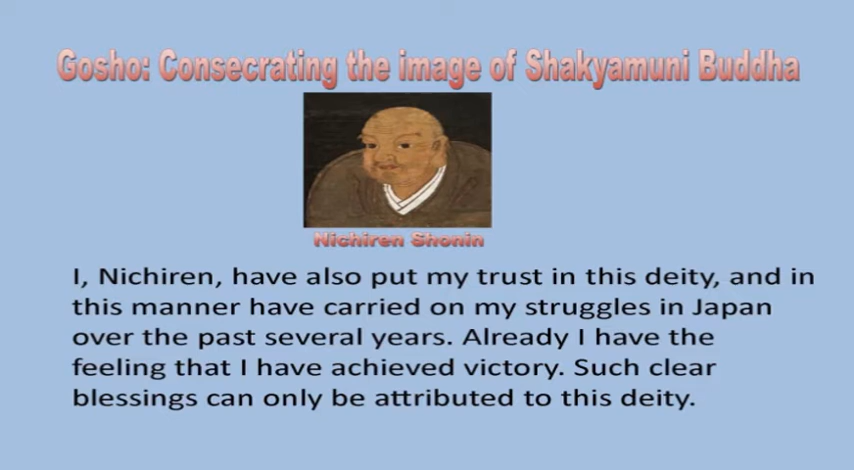 Gosho: Consecrating the image of Shakyamuni Buddha
Nichiren Shonin
I, Nichiren, have also put my trust in this deity, and in
this manner have carried on my struggles in Japan
over the past several years. Already I have the
feeling that I have achieved victory. Such clear
blessings can only be attributed to this deity.